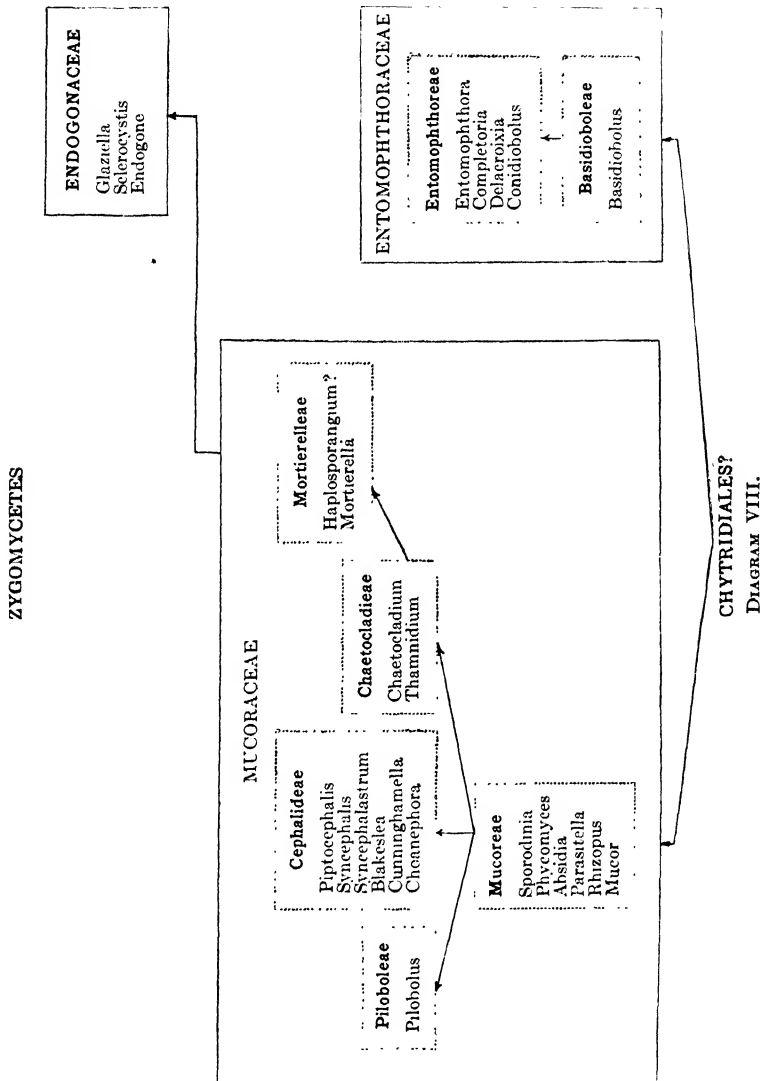 ZYGOMYCETES
ENDOGONACEAE
Glaziella
Sclerocystis
Endogone
MUCORACEAE
Mortierelleae
Haplosporangium?
Mortierella
Chaetocladieae
Chaetocladium
Thamnidium
Cephalideae
Piptocephalis
Syncephalis
Syncephalastrum
Blakeslea
Cunninghamella
Choanephora
Piloboleae
Pilobolus
Mucoreae
Sporodinia
Phycomyces
Absidia
Parasitella
Rhizopus
Mucor
ENTOMOPHTHORACEAE
Entomophthoreae
Entomophthora
Completoria
Delacroixia
Conidiobolus
Basidioboleae
Basidiobolus
CHYTRIDIALES?
DIAGRAM VIII.